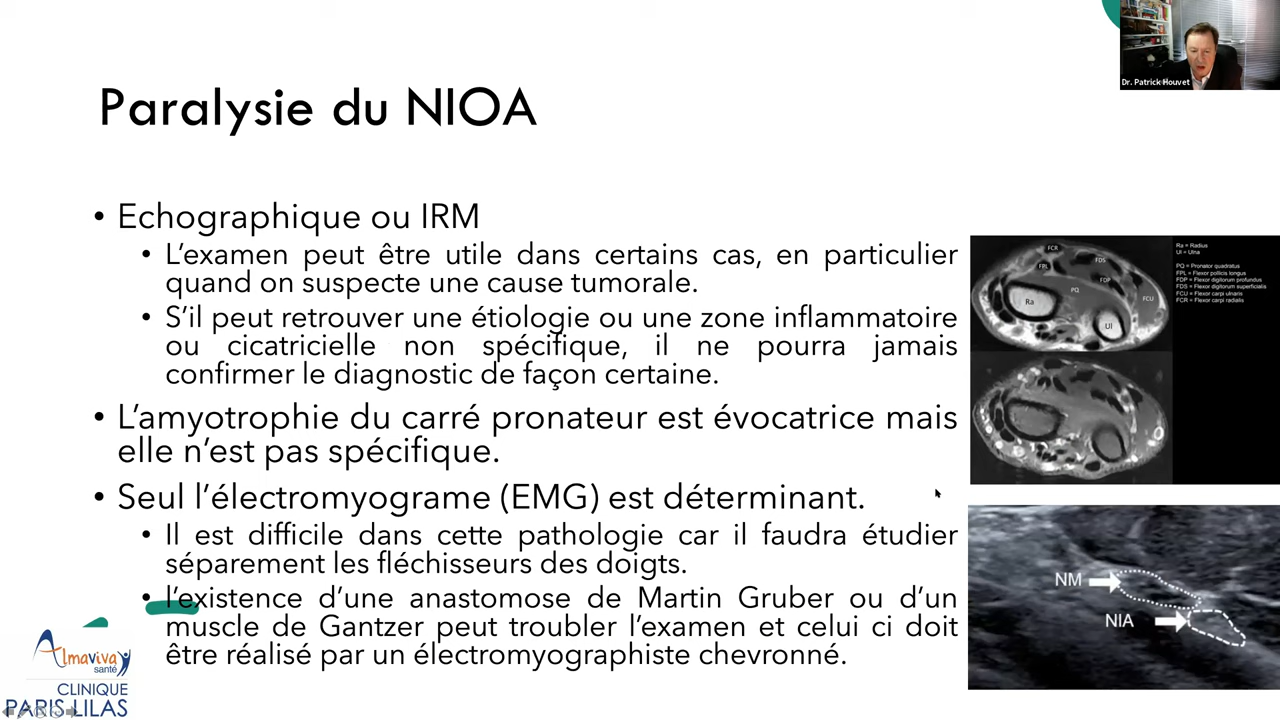 Dr. Patrick Houvet
Paralysie du NIOA
• Echographique ou IRM
• L’examen peut être utile dans certains cas, en particulier
quand on suspecte une cause tumorale.
• S’il peut retrouver une étiologie ou une zone inflammatoire
ou cicatricielle non spécifique, il ne pourra jamais
confirmer le diagnostic de façon certaine.
• L’amyotrophie du carré pronateur est évocatrice mais
elle n’est pas spécifique.
• Seul l’électromyograme (EMG) est déterminant.
• Il est difficile dans cette pathologie car il faudra étudier
séparement les fléchisseurs des doigts.
• l’existence d’une anastomose de Martin Gruber ou d’un
muscle de Gantzer peut troubler l’examen et celui ci doit
être réalisé par un électromyographiste chevronné.
FCR
FPL
FDS
FDP
PQ
FCU
Ra
Ul
Ra = Radius
Ul = Ulna
PQ = Pronator quadratus
FPL = Flexor pollicis longus
FDP = Flexor digitorum profundus
FDS = Flexor digitorum superficialis
FCU = Flexor carpi ulnaris
FCR = Flexor carpi radialis
NM
NIA
Almaviva
santé
CLINIQUE
PARIS LILAS